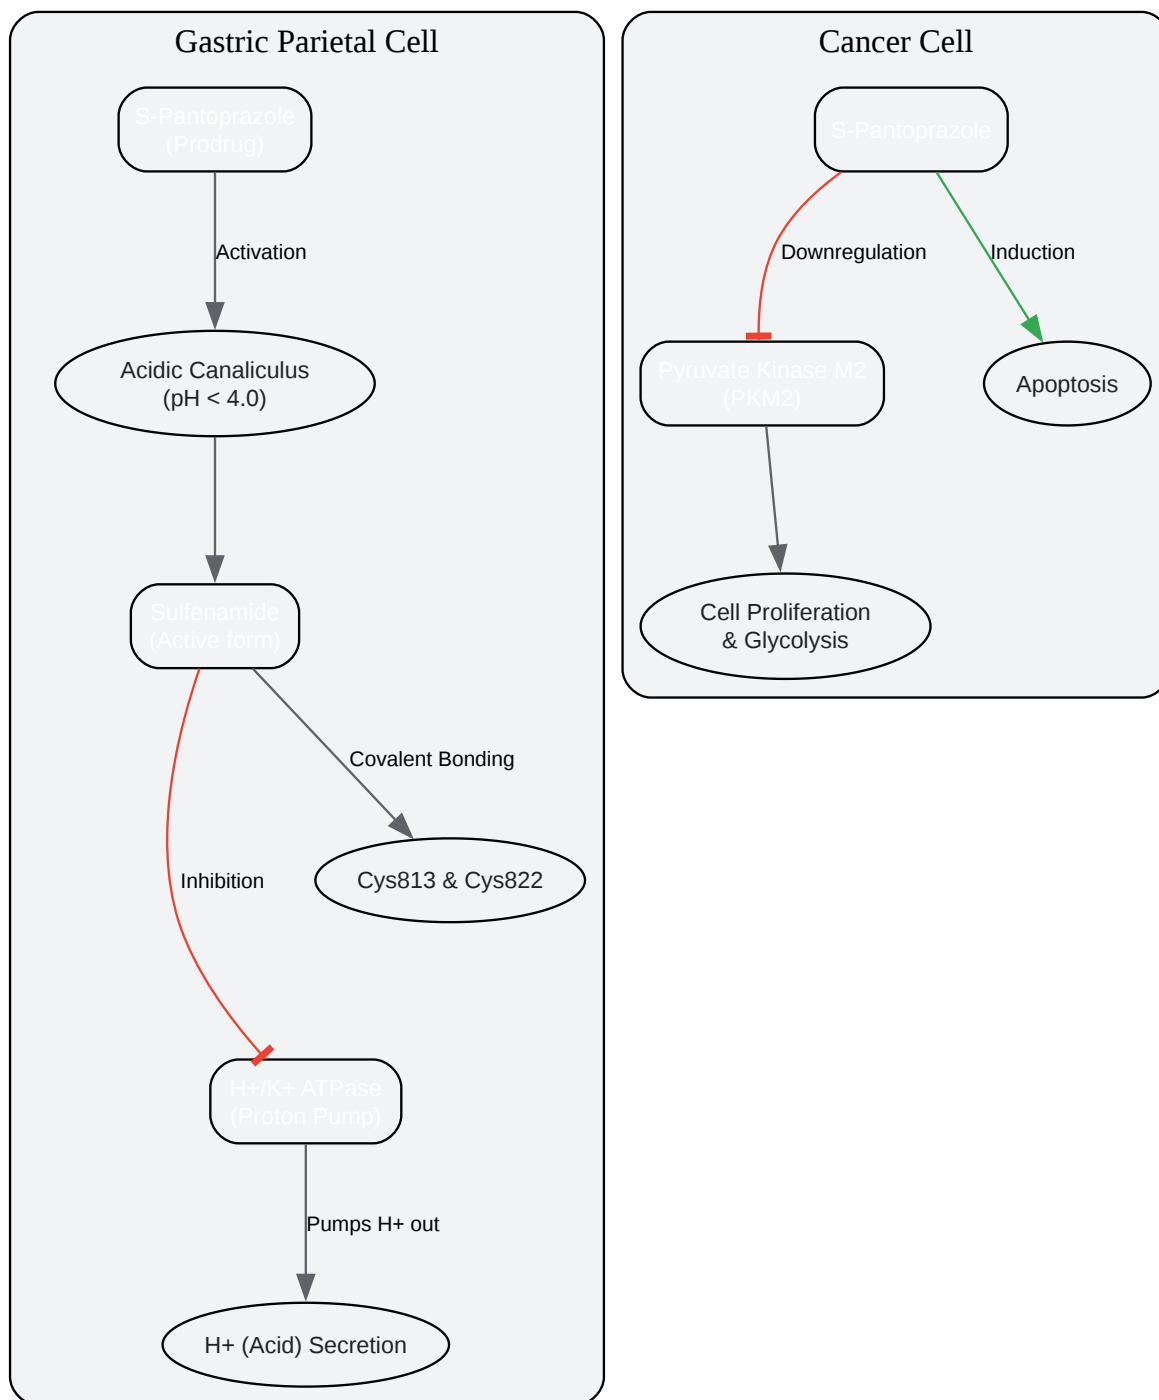 Gastric Parietal Cell
S-Pantoprazole
(Prodrug)
Activation
Acidic Canaliculus
(pH < 4.0)
Sulfenamide
(Active form)
Covalent Bonding
Cys813 & Cys822
Inhibition
H+/K+ ATPase
(Proton Pump)
Pumps H+ out
H+ (Acid) Secretion
Cancer Cell
S-Pantoprazole
Downregulation
Induction
Pyruvate Kinase M2
(PKM2)
Apoptosis
Cell Proliferation
& Glycolysis